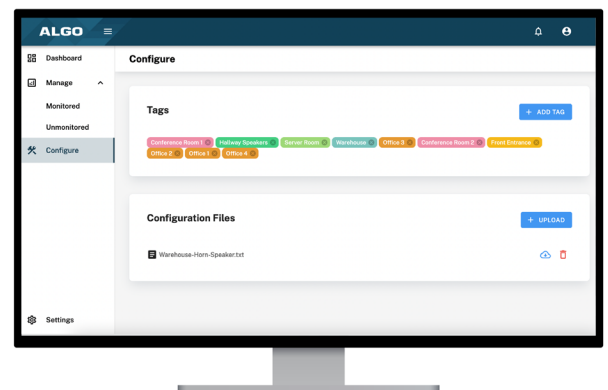 ALGO
Dashboard
Configure
Manage
Monitored
Unmonitored
Configure
Settings
Tags
+ ADD TAG
Conference Room 1 Hallway Speakers Server Room Warehouse Office 3 Conference Room 2 Front Entrance
Office 2 Office 1 Office 4
Configuration Files
+ UPLOAD
Warehouse-Horn-Speaker.txt